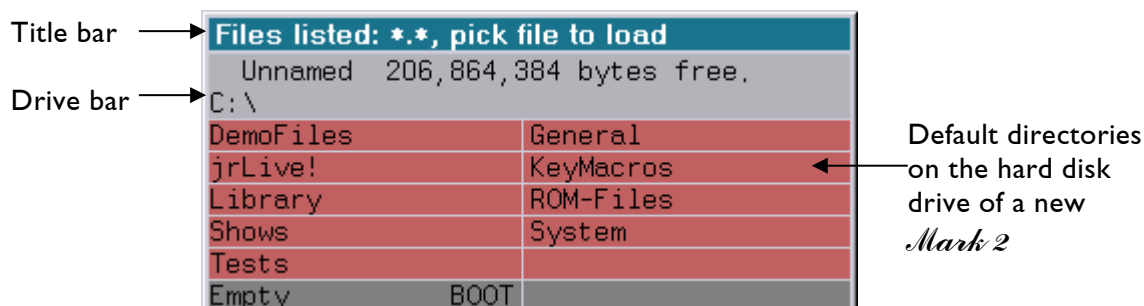 Title bar
Files listed: *.*, pick file to load
Unnamed 206,864,384 bytes free.
Drive bar
C:\
DemoFiles General
jrLive! KeyMacros
Library ROM-Files
Shows System
Tests
Empty BOOT
Default directories
on the hard disk
drive of a new
Mark 2